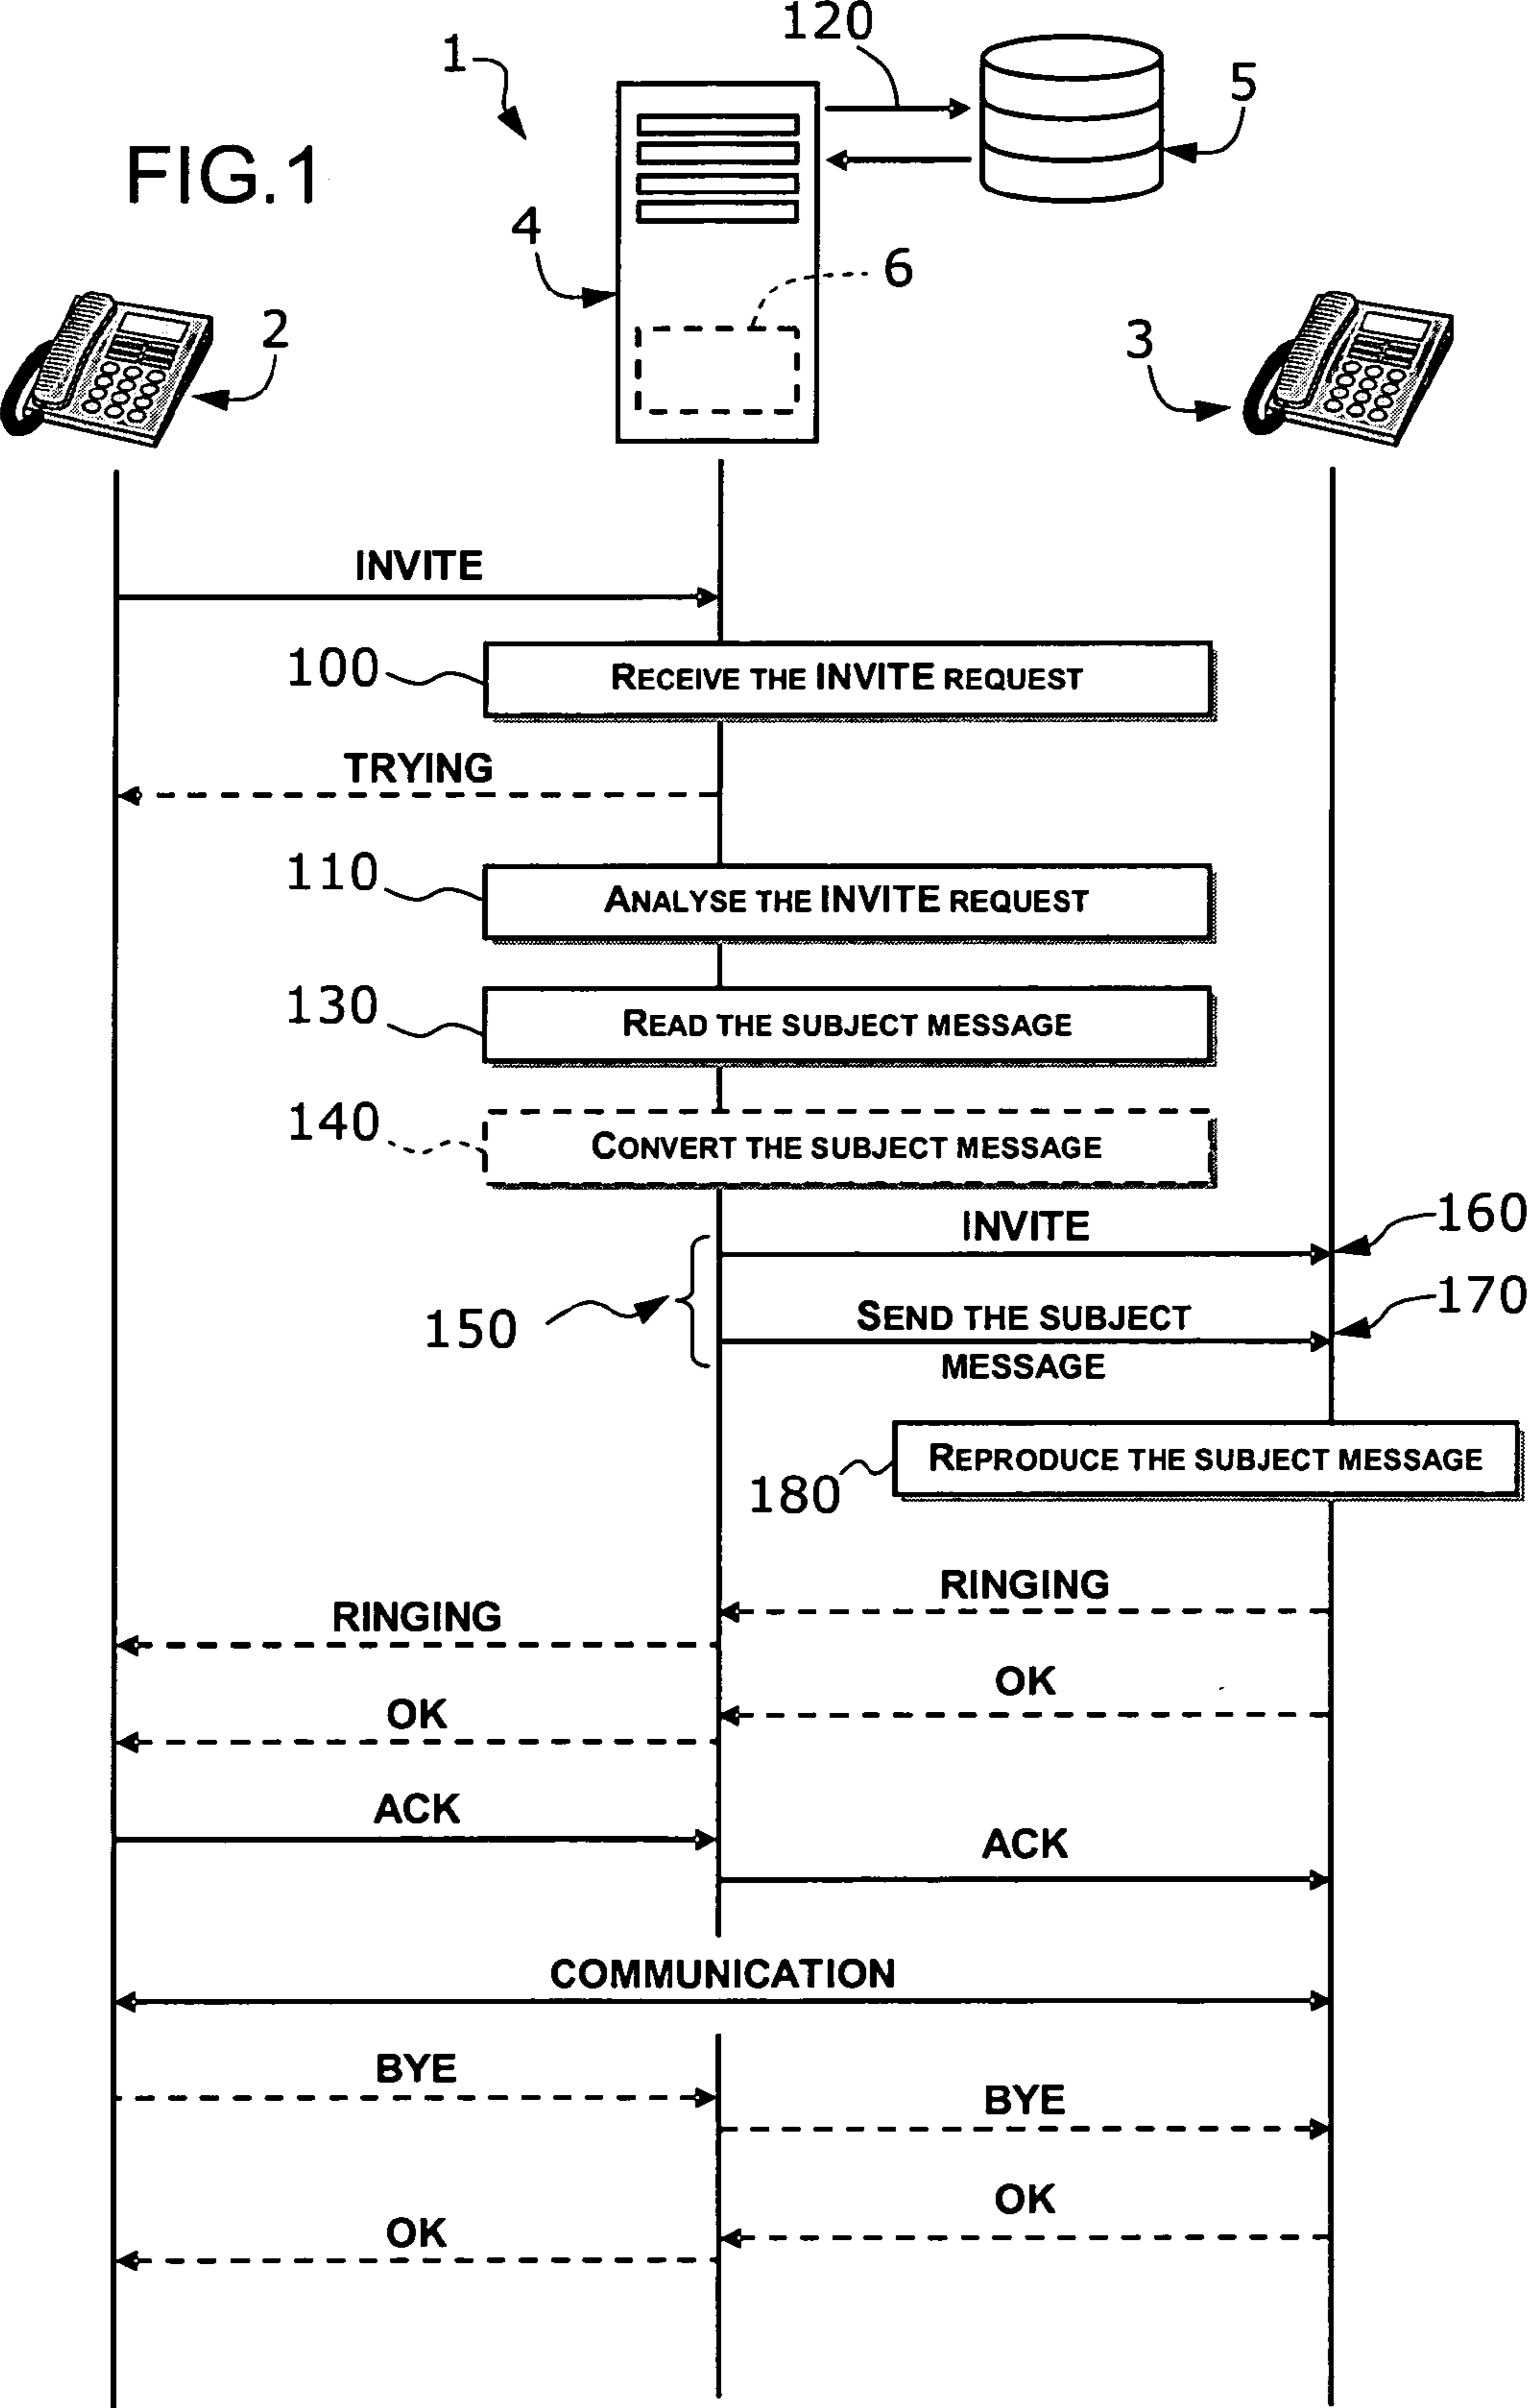 120
1
5
FIG.1
4
6
2
3
INVITE
100
RECEIVE THE INVITE REQUEST
TRYING
110
ANALYSE THE INVITE REQUEST
130
READ THE SUBJECT MESSAGE
140
CONVERT THE SUBJECT MESSAGE
INVITE
160
150
SEND THE SUBJECT
170
MESSAGE
REPRODUCE THE SUBJECT MESSAGE
180
RINGING
RINGING
OK
OK
ACK
ACK
COMMUNICATION
BYE
BYE
OK
OK